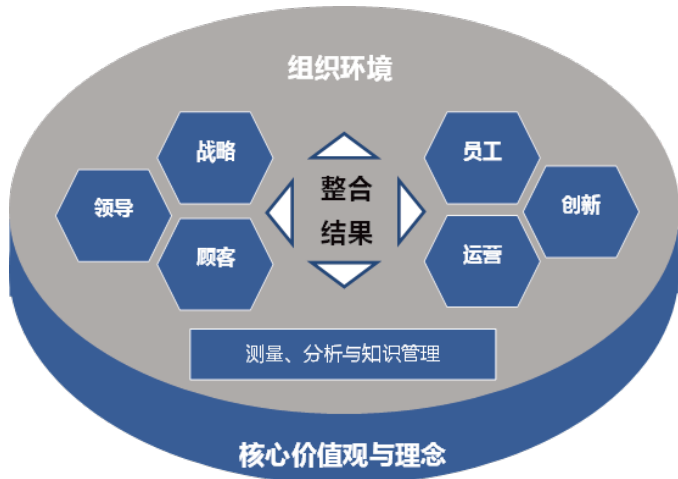 组织环境
战略
领导
顾客
整合
结果
员工
创新
运营
测量、分析与知识管理
核心价值观与理念